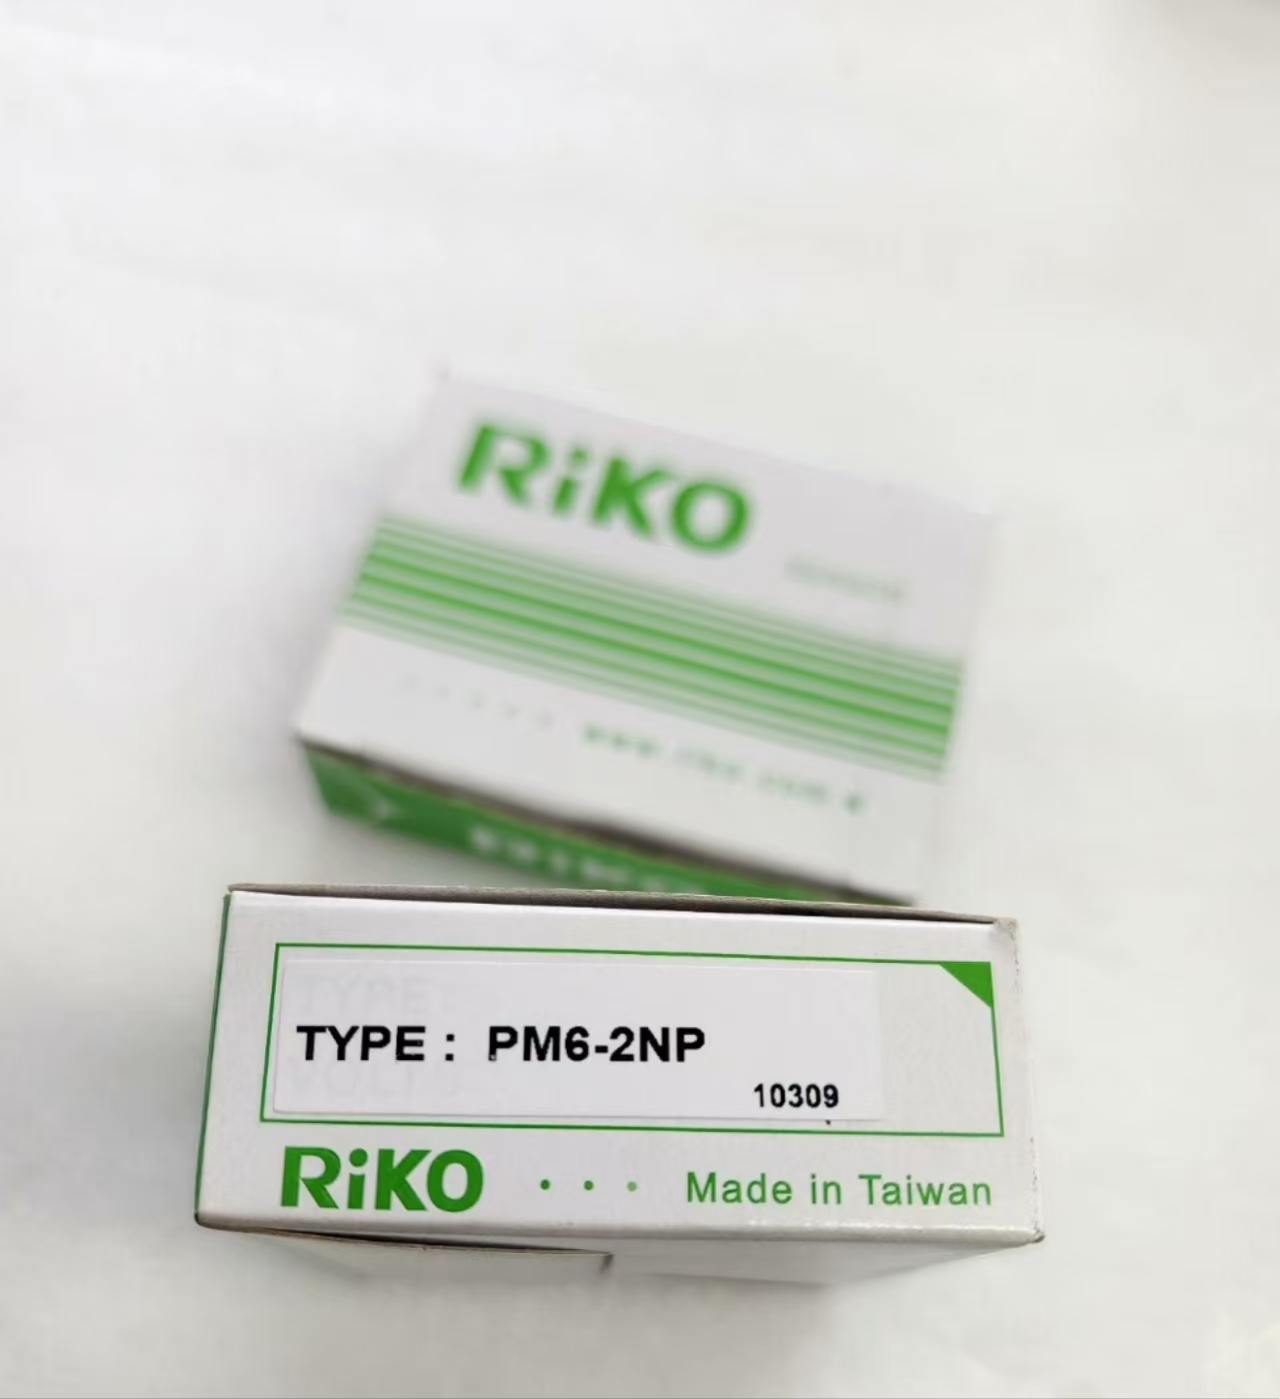 RiKO
TYPE : PM6-2NP
10309
RiKO ... Made in Taiwan